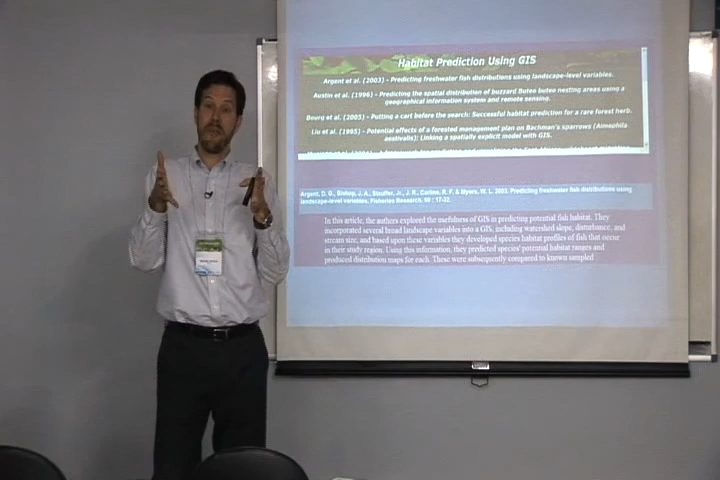 Habitat Prediction Using GIS
Argent et al. (2003) - Predicting freshwater fish distributions using landscape-level variables.
Austin et al. (1996) - Predicting the spatial distribution of buzzard Buteo buteo nesting areas using a
geographical information system and remote sensing.
Bourg et al. (2005) - Putting a cart before the search: Successful habitat prediction for a rare forest herb.
Liu et al. (1995) - Potential effects of a forested management plan on Bachman's sparrows (Aimophila
aestivalis): Linking a spatially explicit model with GIS.
Argent, D. G., Bishop, J. A., Stauffer, Jr., J. R., Carline, R. F. & Myers, W. L. 2003. Predicting freshwater fish distributions using
landscape-level variables. Fisheries Research. 60 : 17-32.
In this article, the authors explored the usefulness of GIS in predicting potential fish habitat. They
incorporated several broad landscape variables into a GIS, including watershed slope, disturbance, and
stream size, and based upon these variables they developed species habitat profiles of fish that occur
in their study region. Using this information, they predicted species' potential habitat ranges and
produced distribution maps for each. These were subsequently compared to known sampled